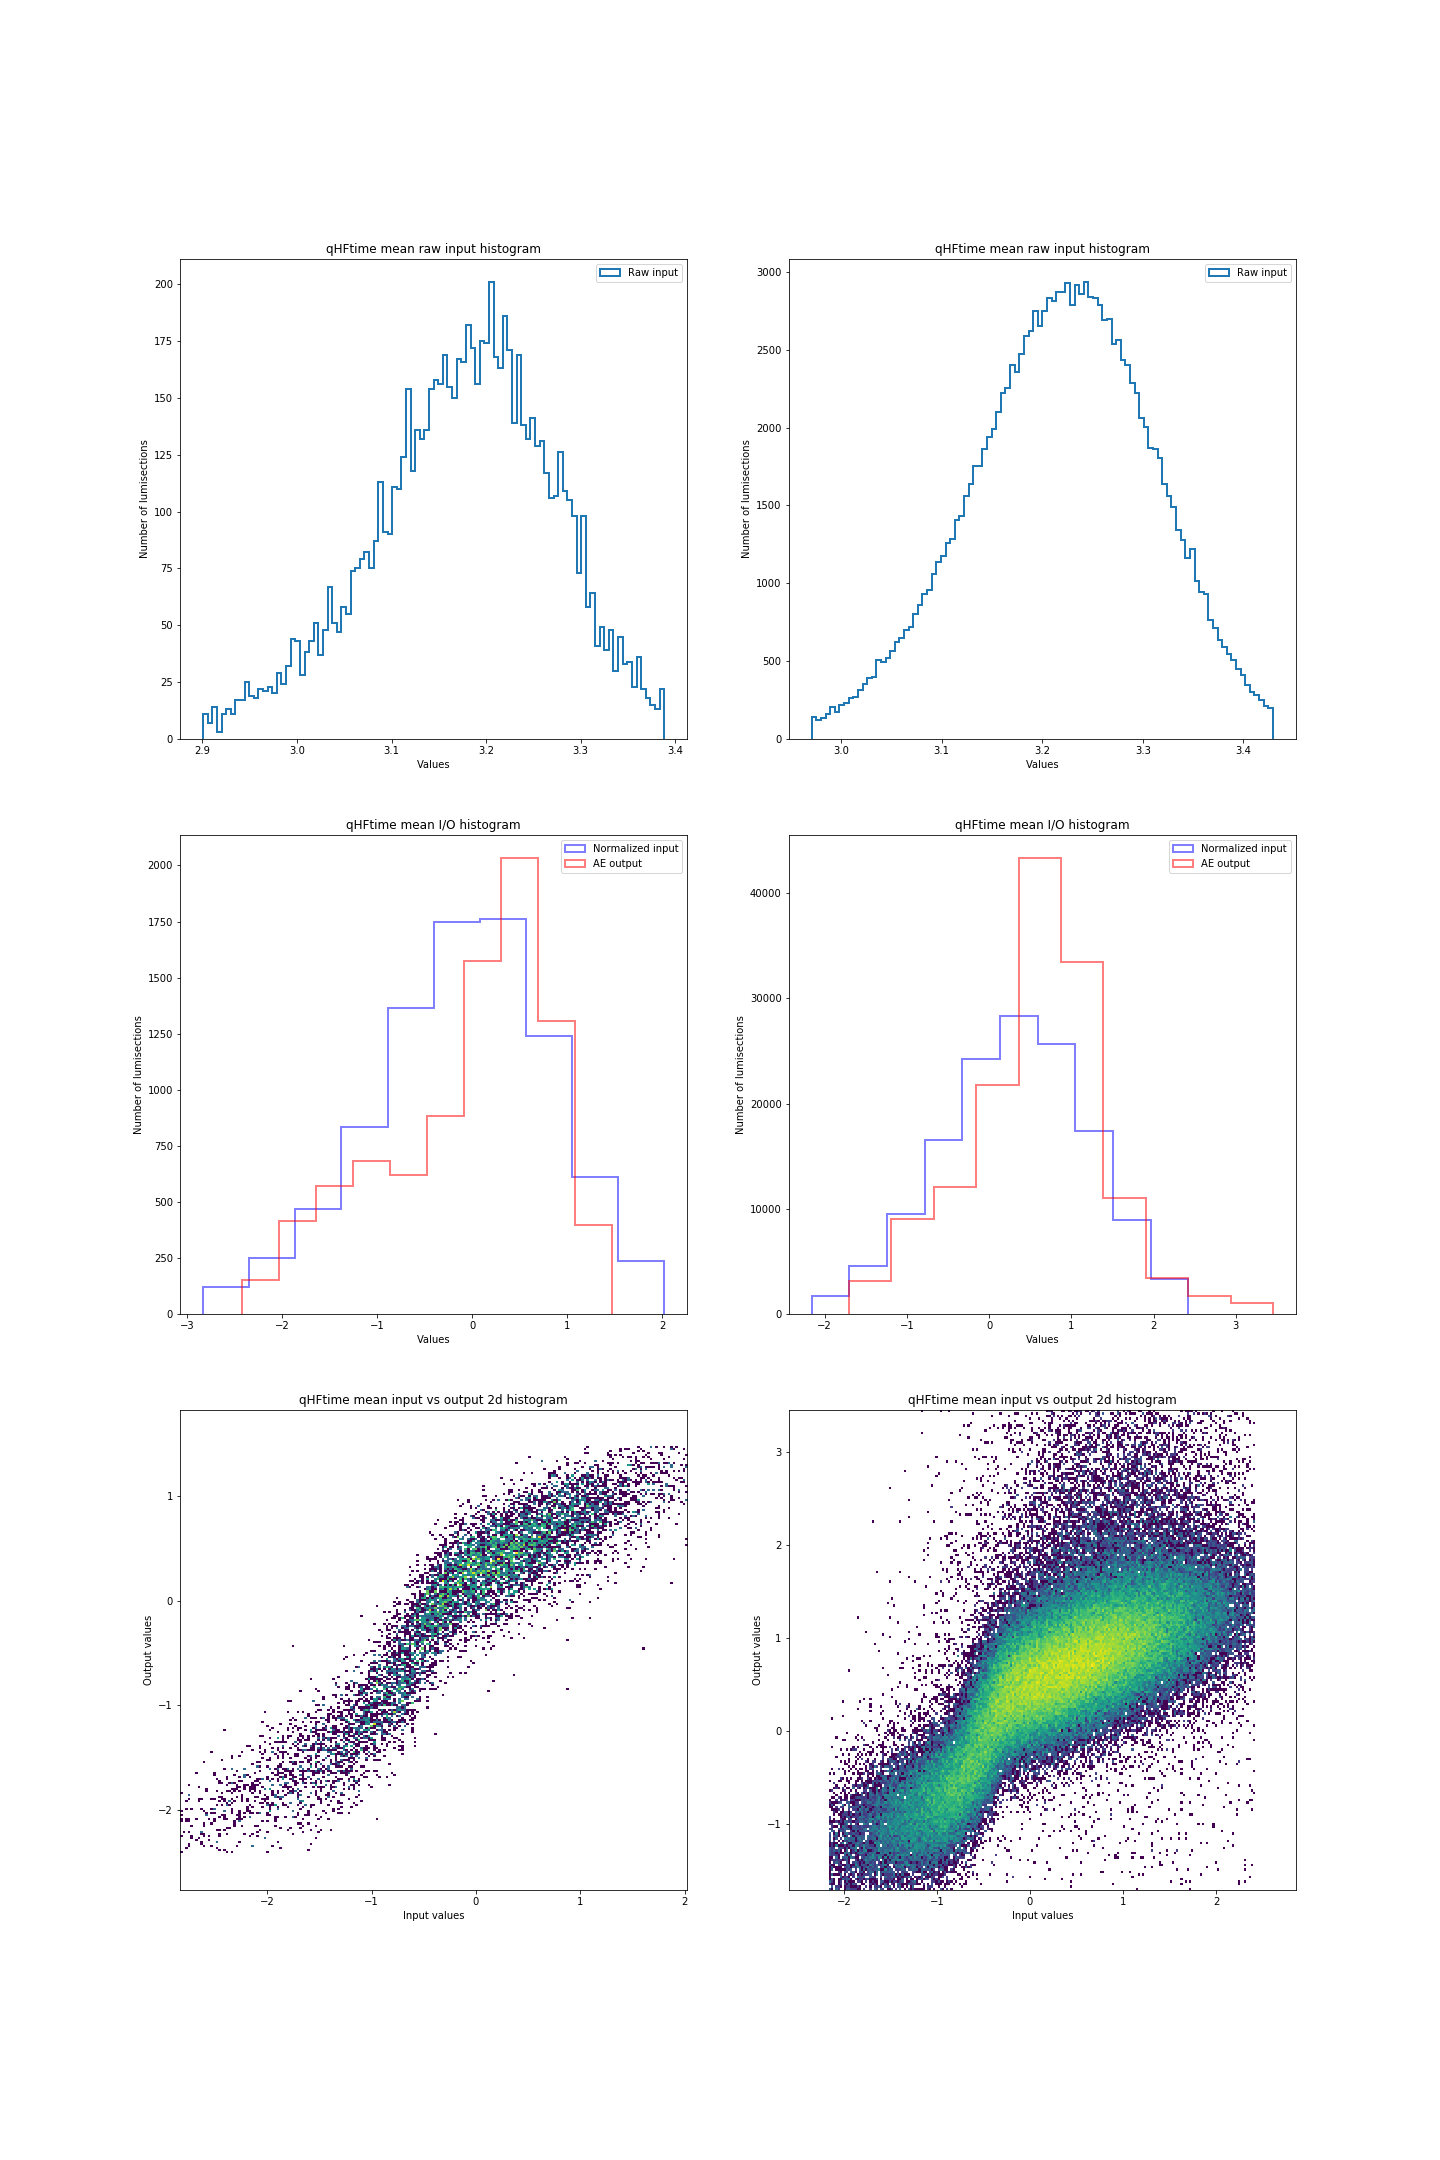 qHFtime mean raw input histogram
Raw input
200
175
150
125
100
75
50
25
0
Number of lumisections
2.9 3.0 3.1 3.2 3.3 3.4
Values
qHFtime mean raw input histogram
Raw input
3000
2500
2000
1500
1000
500
0
Number of lumisections
3.0 3.1 3.2 3.3 3.4
Values
qHFtime mean I/O histogram
Normalized input
AE output
2000
1750
1500
1250
1000
750
500
250
0
Number of lumisections
−3 −2 −1 0 1 2
Values
qHFtime mean I/O histogram
Normalized input
AE output
40000
30000
20000
10000
0
Number of lumisections
−2 −1 0 1 2 3
Values
qHFtime mean input vs output 2d histogram
1
0
−1
−2
Output values
−2 −1 0 1 2
Input values
qHFtime mean input vs output 2d histogram
3
2
1
0
−1
Output values
−2 −1 0 1 2
Input values